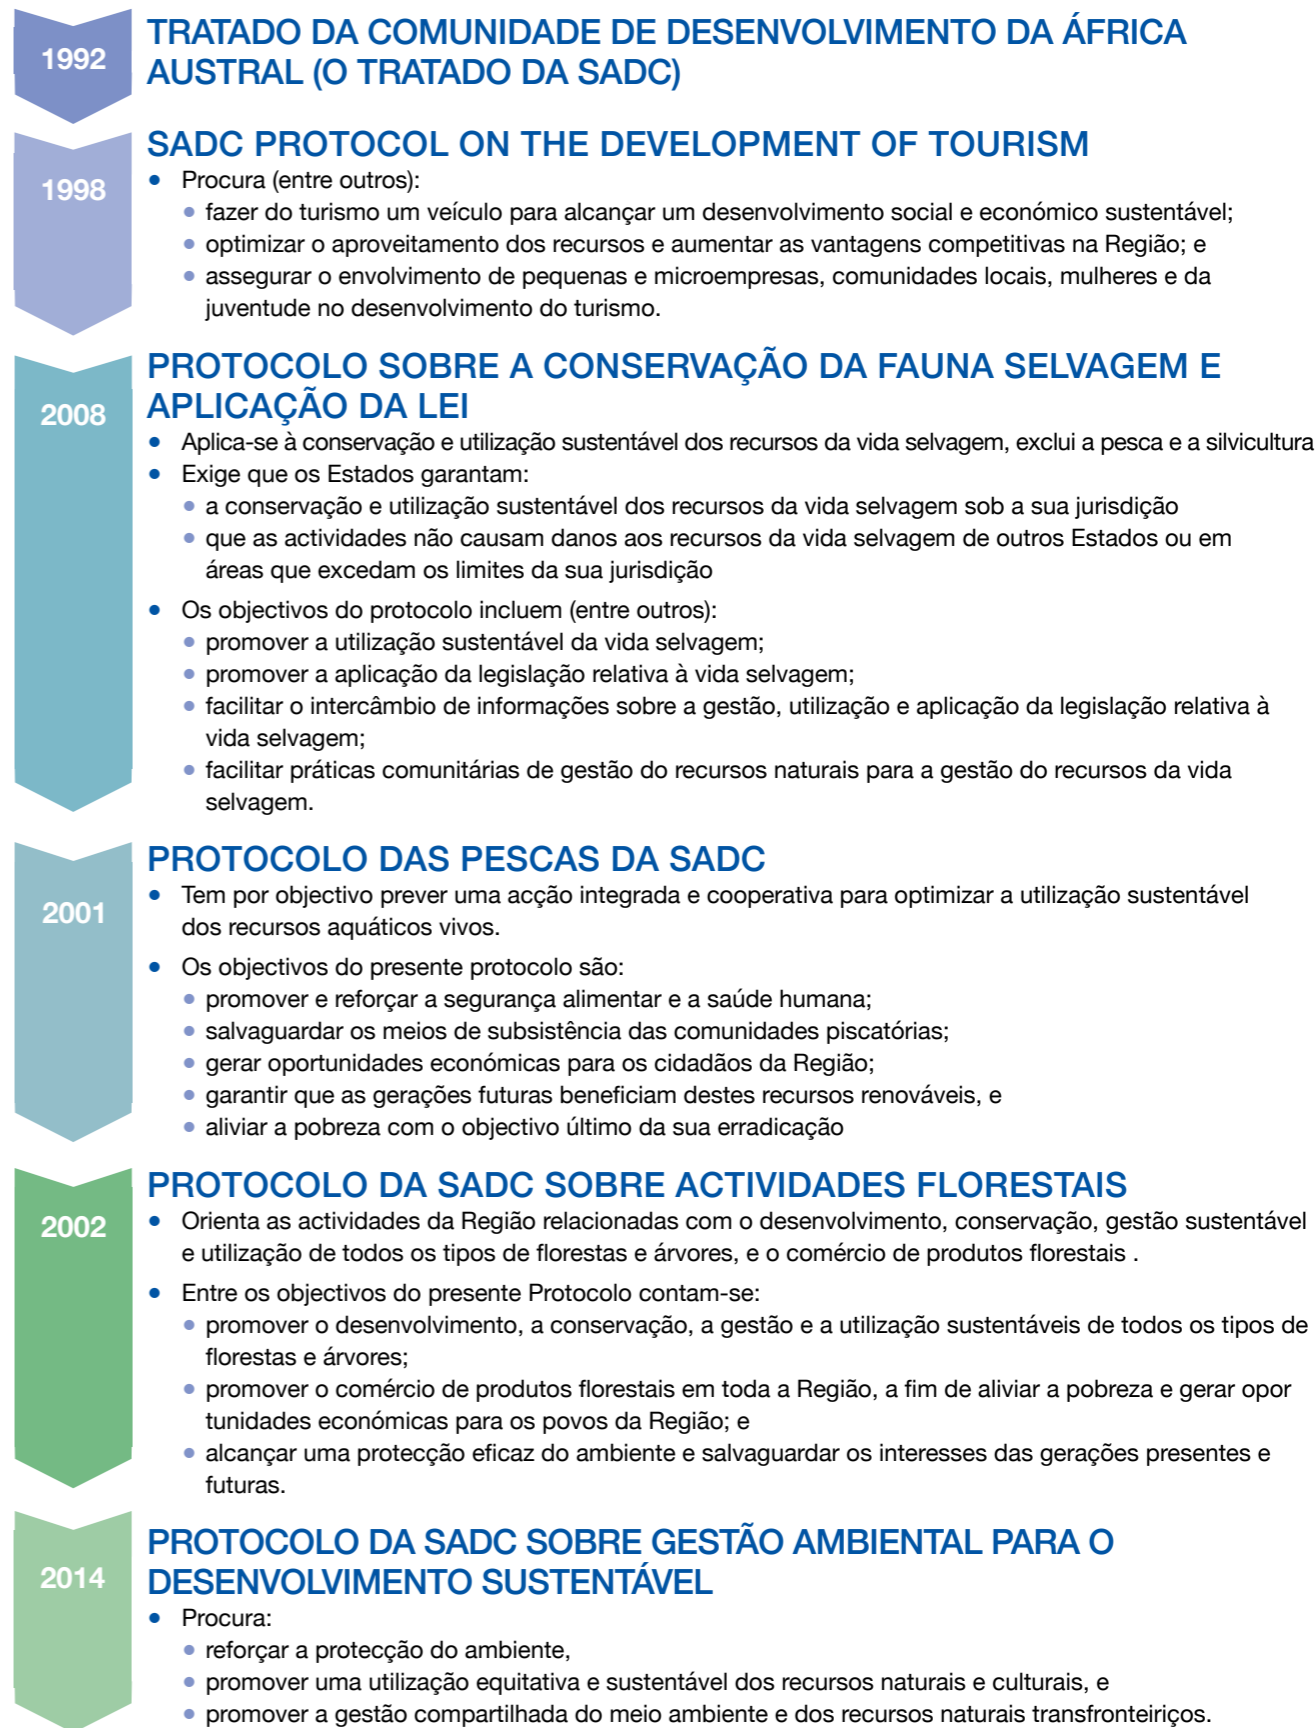 1992
TRATADO DA COMUNIDADE DE DESENVOLVIMENTO DA ÁFRICA
AUSTRAL (O TRATADO DA SADC)
1998
SADC PROTOCOL ON THE DEVELOPMENT OF TOURISM
• Procura (entre outros):
• fazer do turismo um veículo para alcançar um desenvolvimento social e económico sustentável;
• optimizar o aproveitamento dos recursos e aumentar as vantagens competitivas na Região; e
• assegurar o envolvimento de pequenas e microempresas, comunidades locais, mulheres e da
juventude no desenvolvimento do turismo.
2008
PROTOCOLO SOBRE A CONSERVAÇÃO DA FAUNA SELVAGEM E
APLICAÇÃO DA LEI
• Aplica-se à conservação e utilização sustentável dos recursos da vida selvagem, exclui a pesca e a silvicultura
• Exige que os Estados garantam:
• a conservação e utilização sustentável dos recursos da vida selvagem sob a sua jurisdição
• que as actividades não causam danos aos recursos da vida selvagem de outros Estados ou em
áreas que excedam os limites da sua jurisdição
• Os objectivos do protocolo incluem (entre outros):
• promover a utilização sustentável da vida selvagem;
• promover a aplicação da legislação relativa à vida selvagem;
• facilitar o intercâmbio de informações sobre a gestão, utilização e aplicação da legislação relativa à
vida selvagem;
• facilitar práticas comunitárias de gestão do recursos naturais para a gestão do recursos da vida
selvagem.
2001
PROTOCOLO DAS PESCAS DA SADC
• Tem por objectivo prever uma acção integrada e cooperativa para optimizar a utilização sustentável
dos recursos aquáticos vivos.
• Os objectivos do presente protocolo são:
• promover e reforçar a segurança alimentar e a saúde humana;
• salvaguardar os meios de subsistência das comunidades piscatórias;
• gerar oportunidades económicas para os cidadãos da Região;
• garantir que as gerações futuras beneficiam destes recursos renováveis, e
• aliviar a pobreza com o objectivo último da sua erradicação
2002
PROTOCOLO DA SADC SOBRE ACTIVIDADES FLORESTAIS
• Orienta as actividades da Região relacionadas com o desenvolvimento, conservação, gestão sustentável
e utilização de todos os tipos de florestas e árvores, e o comércio de produtos florestais .
• Entre os objectivos do presente Protocolo contam-se:
• promover o desenvolvimento, a conservação, a gestão e a utilização sustentáveis de todos os tipos de
florestas e árvores;
• promover o comércio de produtos florestais em toda a Região, a fim de aliviar a pobreza e gerar opor
tunidades económicas para os povos da Região; e
• alcançar uma protecção eficaz do ambiente e salvaguardar os interesses das gerações presentes e
futuras.
2014
PROTOCOLO DA SADC SOBRE GESTÃO AMBIENTAL PARA O
DESENVOLVIMENTO SUSTENTÁVEL
• Procura:
• reforçar a protecção do ambiente,
• promover uma utilização equitativa e sustentável dos recursos naturais e culturais, e
• promover a gestão compartilhada do meio ambiente e dos recursos naturais transfronteiriços.